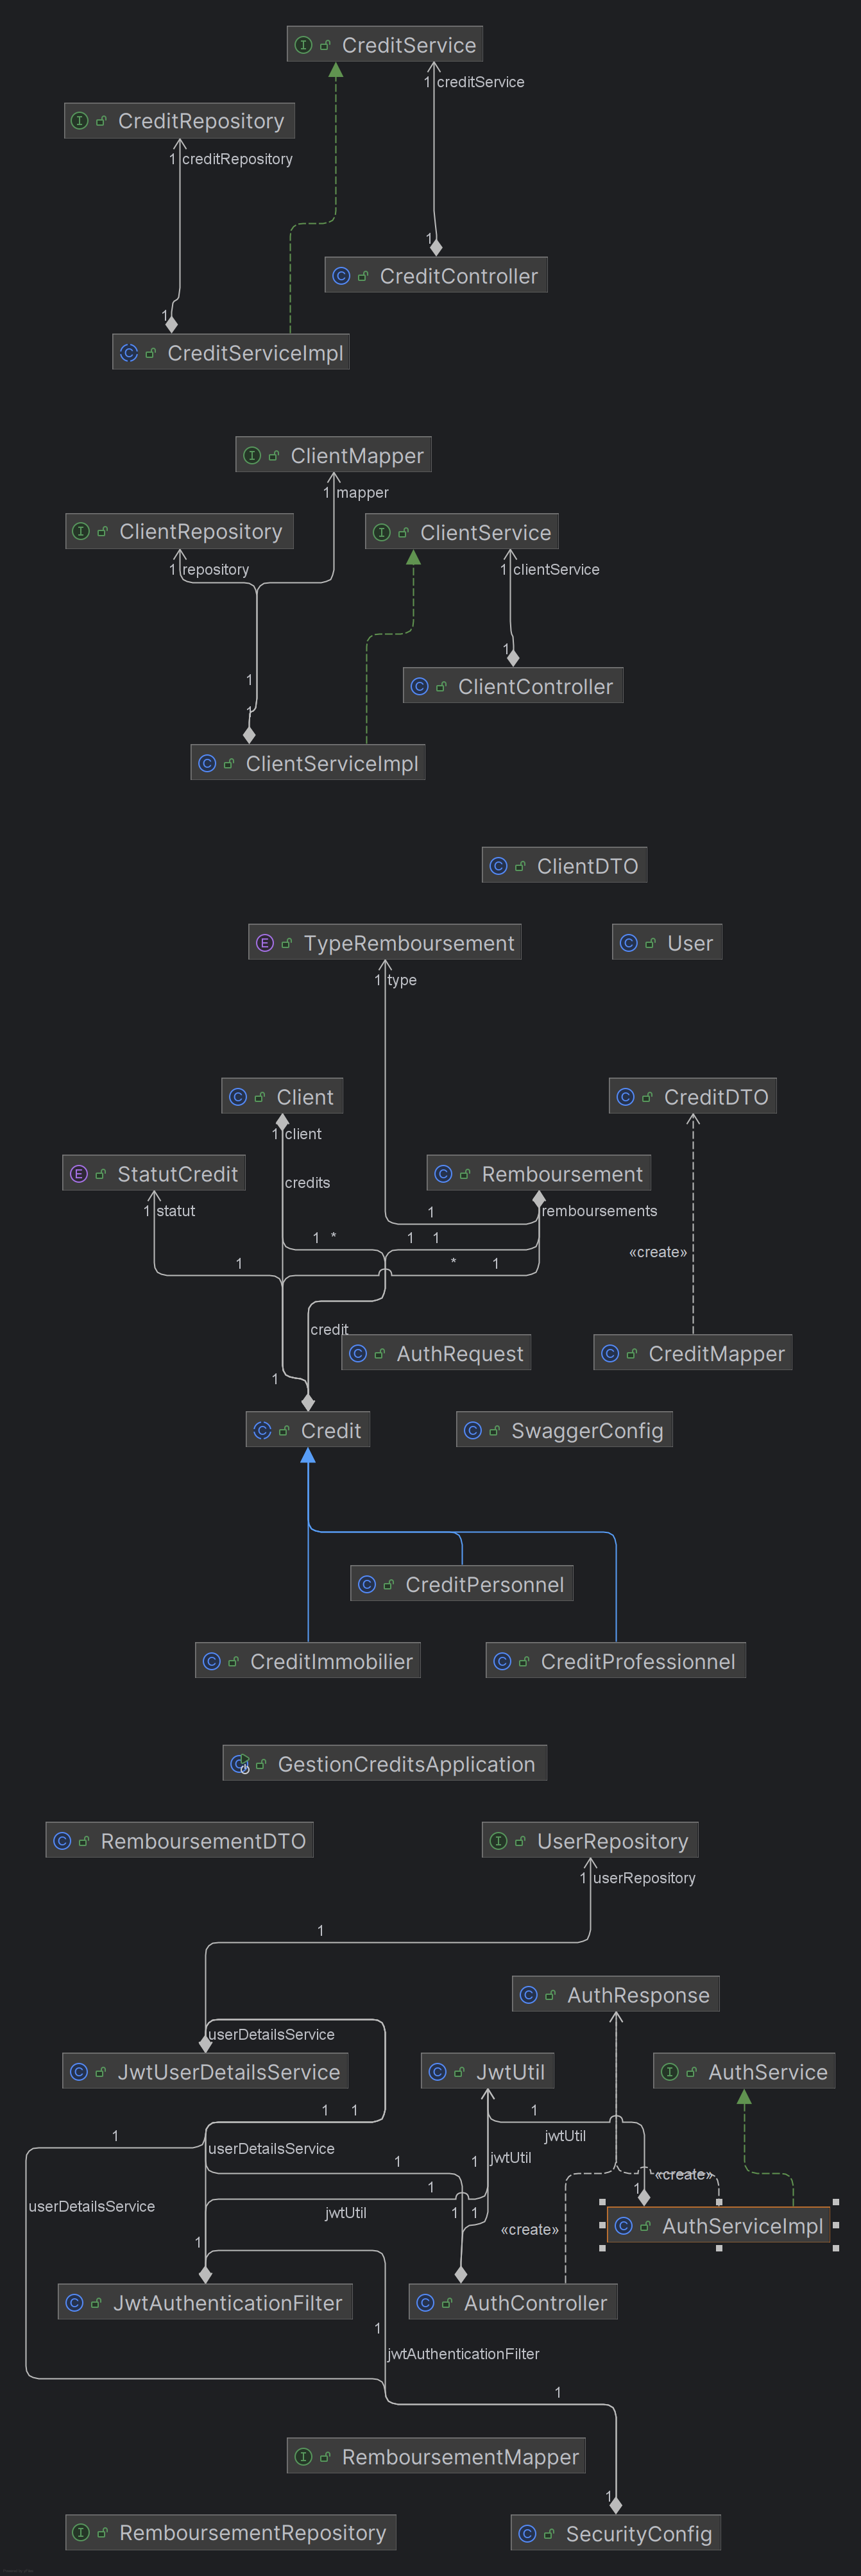 CreditService
1 creditService
CreditRepository
1 creditRepository
1
CreditController
1
CreditServiceImpl
ClientMapper
1 mapper
ClientRepository
ClientService
1 repository
1 clientService
1
1
ClientController
1
ClientServiceImpl
ClientDTO
TypeRemboursement
User
1 type
Client
CreditDTO
1 client
StatutCredit
Remboursement
credits
1 statut
1
remboursements
1 *
1 1
«create»
1
* 1
credit
AuthRequest
CreditMapper
1
Credit
SwaggerConfig
CreditPersonnel
CreditImmobilier
CreditProfessionnel
GestionCreditsApplication
RemboursementDTO
UserRepository
1 userRepository
1
AuthResponse
userDetailsService
JwtUserDetailsService
JwtUtil
AuthService
1 1
1
1
jwtUtil
userDetailsService
1
1
jwtUtil
«create»
1
1
userDetailsService
jwtUtil
1 1
AuthServiceImpl
«create»
1
JwtAuthenticationFilter
AuthController
1
jwtAuthenticationFilter
1
RemboursementMapper
1
RemboursementRepository
SecurityConfig